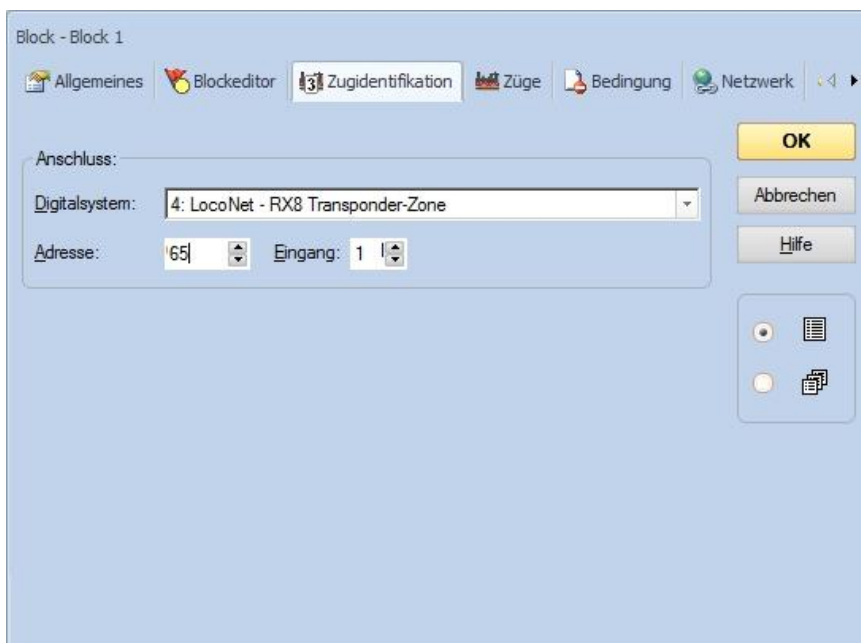 Block - Block 1
Allgemeines Blockeditor Zugidentifikation Züge Bedingung Netzwerk
Anschluss:
Digitalsystem: 4: LocoNet - RX8 Transponder-Zone
Adresse: 65 Eingang: 1
OK
Abbrechen
Hilfe